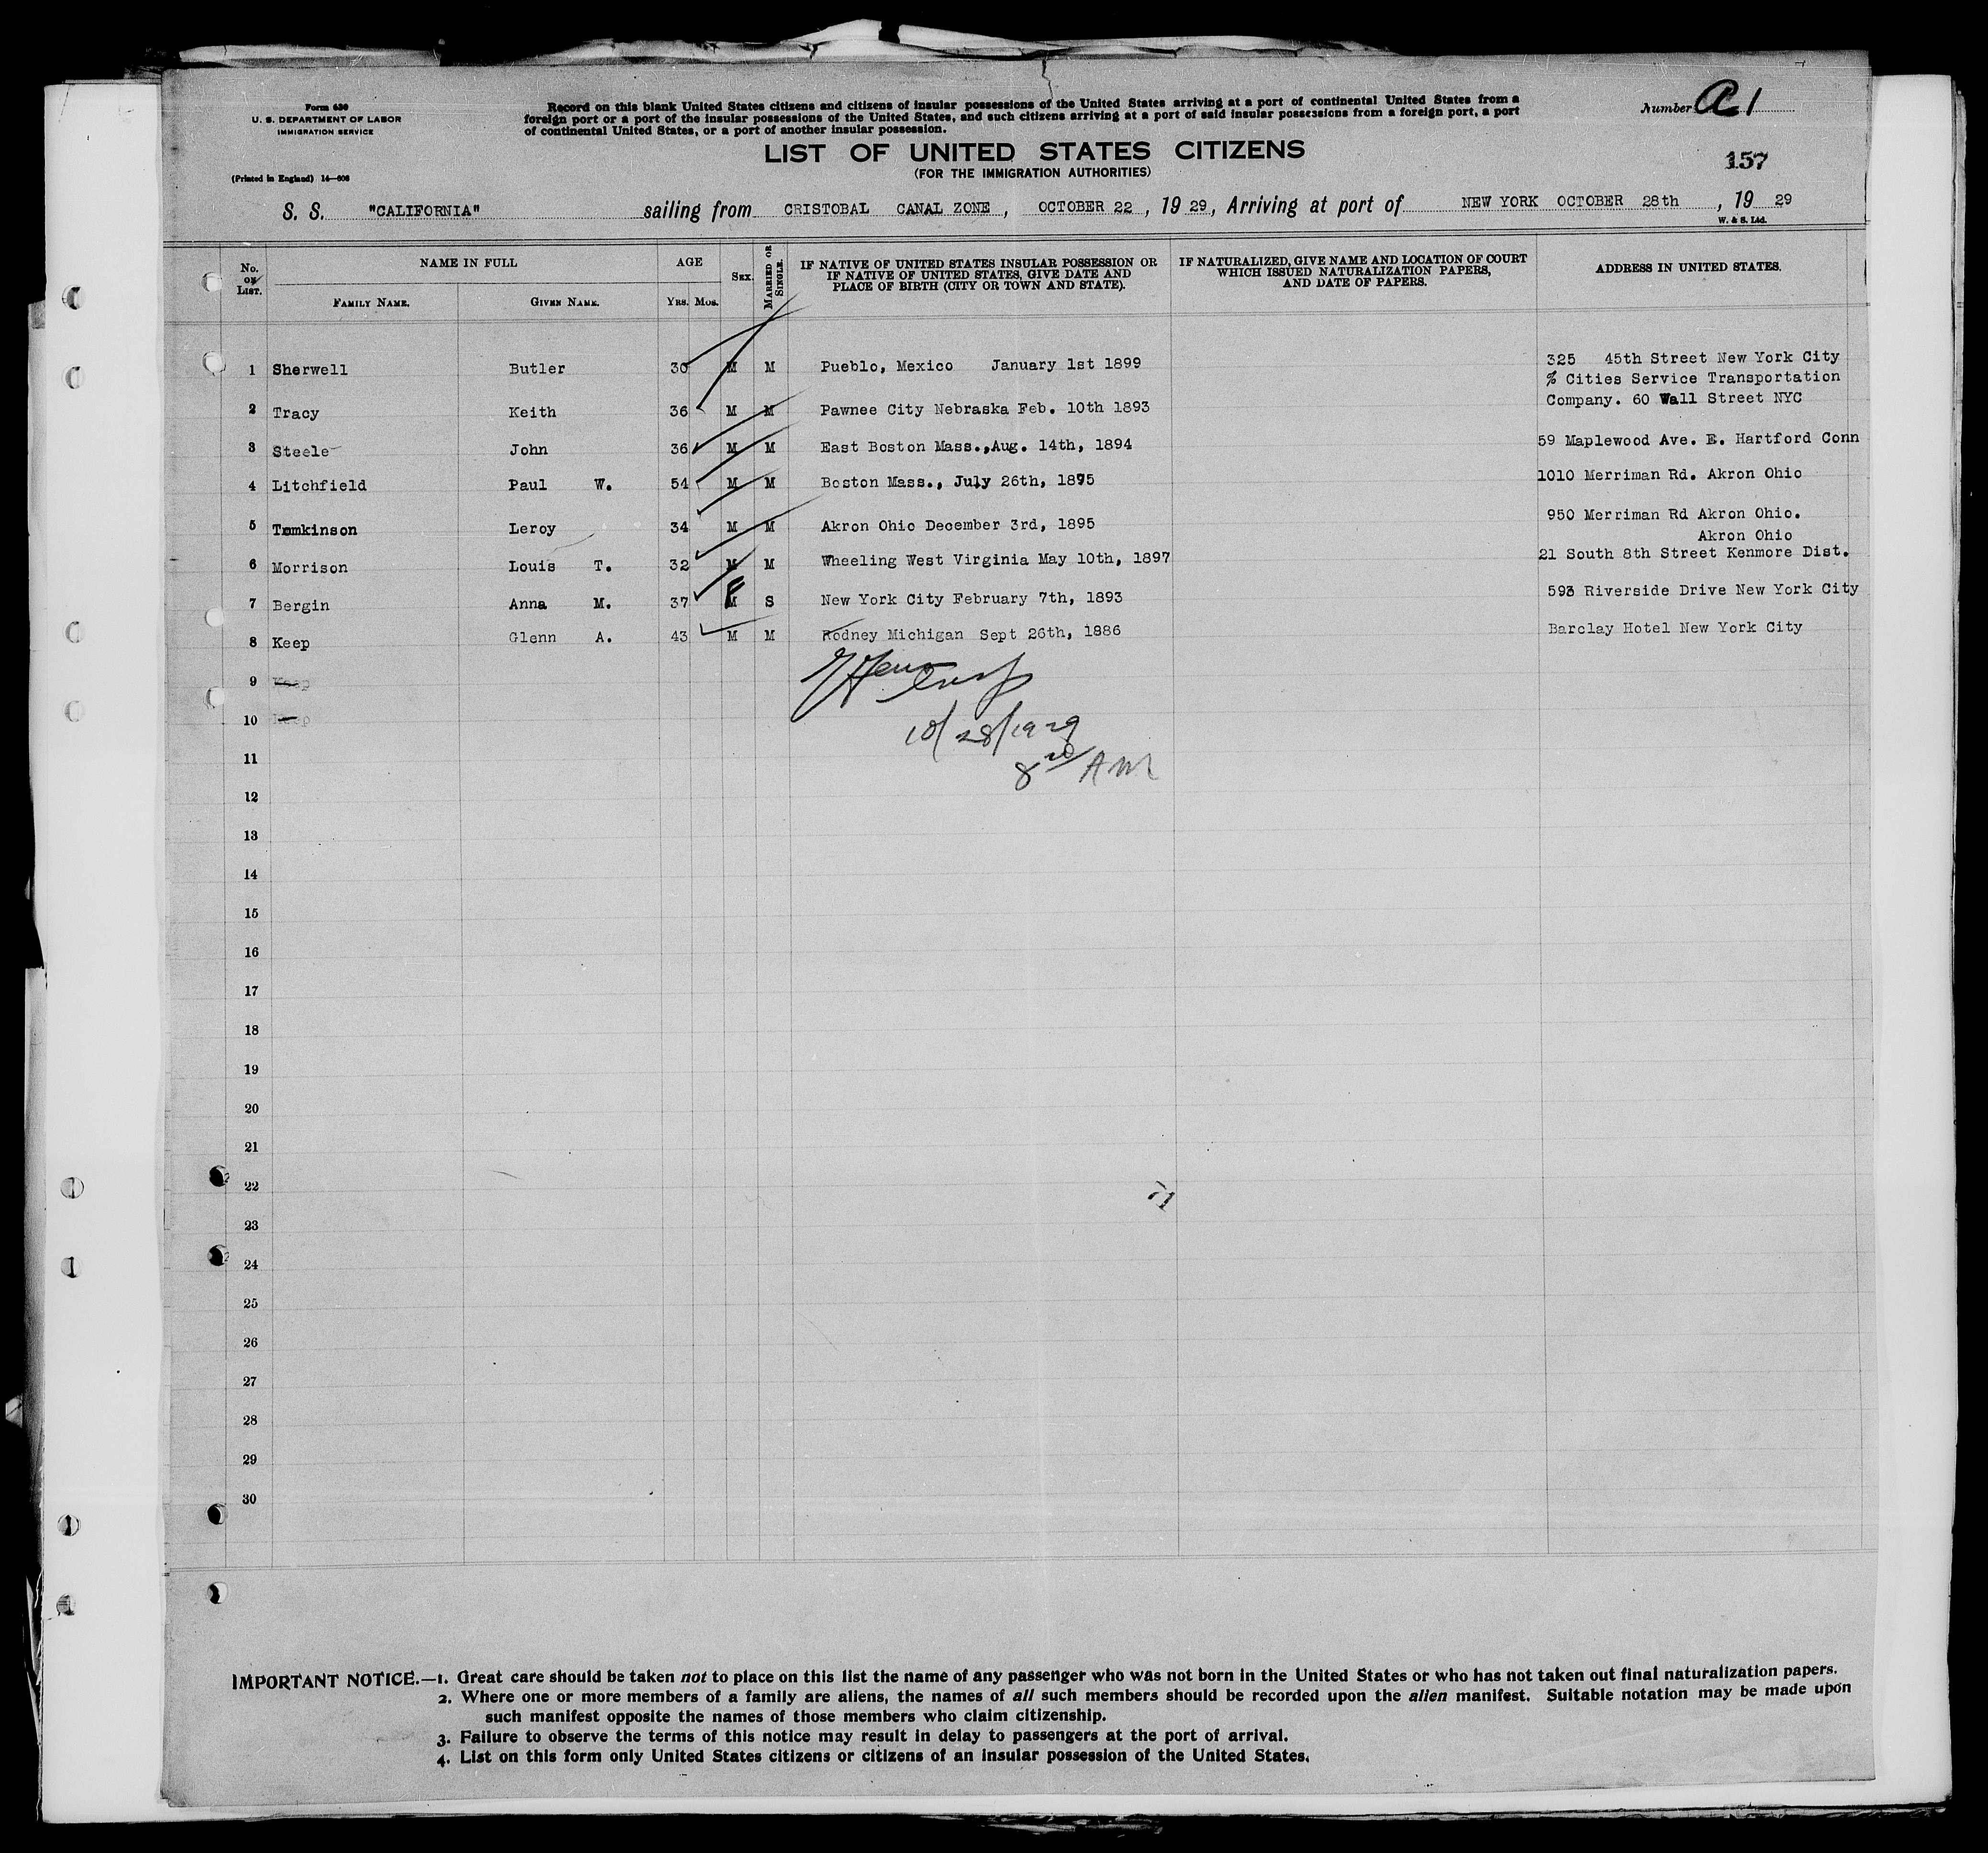 Form 630
U. S. DEPARTMENT OF LABOR
IMMIGRATION SERVICE
(Printed in England) 14—606
Record on this blank United States citizens and citizens of insular possessions of the United States arriving at a port of continental United States from a
foreign port or a port of the insular possessions of the United States, and such citizens arriving at a port of said insular possessions from a foreign port, a port
of continental United States, or a port of another insular possession.
Number A 1
LIST OF UNITED STATES CITIZENS
(FOR THE IMMIGRATION AUTHORITIES)
157
S. S. "CALIFORNIA" sailing from CRISTOBAL CANAL ZONE, OCTOBER 22, 19 29, Arriving at port of NEW YORK OCTOBER 28th, 19 29
W. & S. Ltd.
No. on List. NAME IN FULL AGE Sex. Married or Single. IF NATIVE OF UNITED STATES INSULAR POSSESSION OR IF NATIVE OF UNITED STATES, GIVE DATE AND PLACE OF BIRTH (CITY OR TOWN AND STATE). IF NATURALIZED, GIVE NAME AND LOCATION OF COURT WHICH ISSUED NATURALIZATION PAPERS, AND DATE OF PAPERS. ADDRESS IN UNITED STATES.
Family Name. Given Name. Yrs. Mos.
1 Sherwell Butler 30 M M Pueblo, Mexico January 1st 1899 325 45th Street New York City
% Cities Service Transportation
2 Tracy Keith 36 M M Pawnee City Nebraska Feb. 10th 1893 Company. 60 Wall Street NYC
3 Steele John 36 M M East Boston Mass.,Aug. 14th, 1894 59 Maplewood Ave. E. Hartford Conn
4 Litchfield Paul W. 54 M M Boston Mass., July 26th, 1875 1010 Merriman Rd. Akron Ohio
5 Tomkinson Leroy 34 M M Akron Ohio December 3rd, 1895 950 Merriman Rd Akron Ohio.
Akron Ohio
6 Morrison Louis T. 32 M M Wheeling West Virginia May 10th, 1897 21 South 8th Street Kenmore Dist.
7 Bergin Anna M. 37 F S New York City February 7th, 1893 593 Riverside Drive New York City
8 Keep Glenn A. 43 M M Rodney Michigan Sept 26th, 1886 Barclay Hotel New York City
9 Keep
10 Keep
10/28/1929
11
8 AM
12
13
14
15
16
17
18
19
20
21
22
23
24
25
26
27
28
29
30
IMPORTANT NOTICE.—1. Great care should be taken not to place on this list the name of any passenger who was not born in the United States or who has not taken out final naturalization papers.
2. Where one or more members of a family are aliens, the names of all such members should be recorded upon the alien manifest. Suitable notation may be made upon
such manifest opposite the names of those members who claim citizenship.
3. Failure to observe the terms of this notice may result in delay to passengers at the port of arrival.
4. List on this form only United States citizens or citizens of an insular possession of the United States.